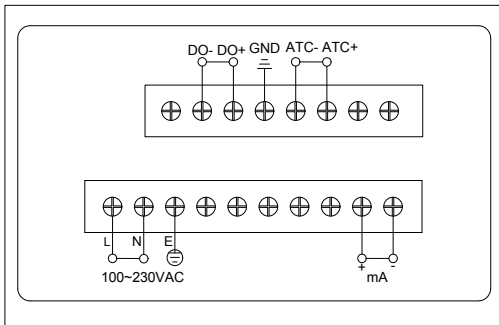 DO- DO+ GND ATC- ATC+
L N E + -
100~230VAC mA